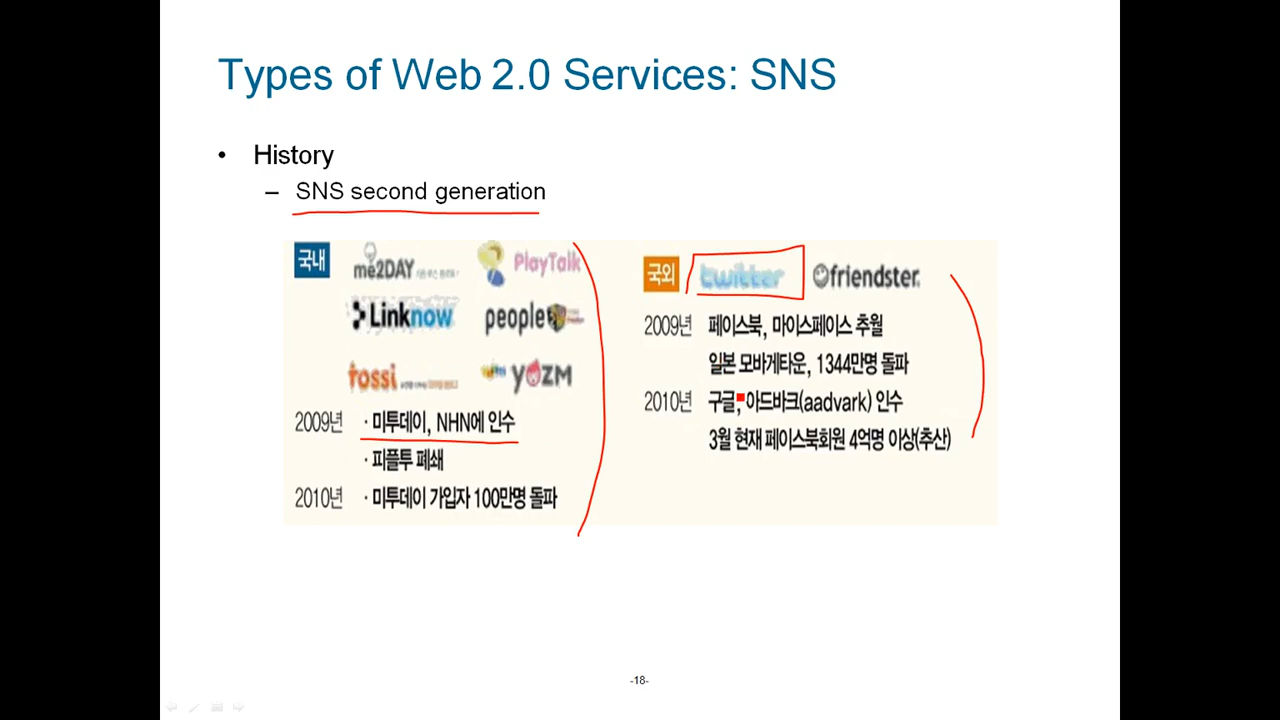 Types of Web 2.0 Services: SNS
• History
– SNS second generation
국내
me2DAY
PlayTalk
Linknow
people
tossi
yozm
2009년 · 미투데이, NHN에 인수
· 피플투 폐쇄
2010년 · 미투데이 가입자 100만명 돌파
국외
twitter
friendster.
2009년 페이스북, 마이스페이스 추월
일본 모바게타운, 1344만명 돌파
2010년 구글, 아드바크(aadvark) 인수
3월 현재 페이스북회원 4억명 이상(추산)
-18-